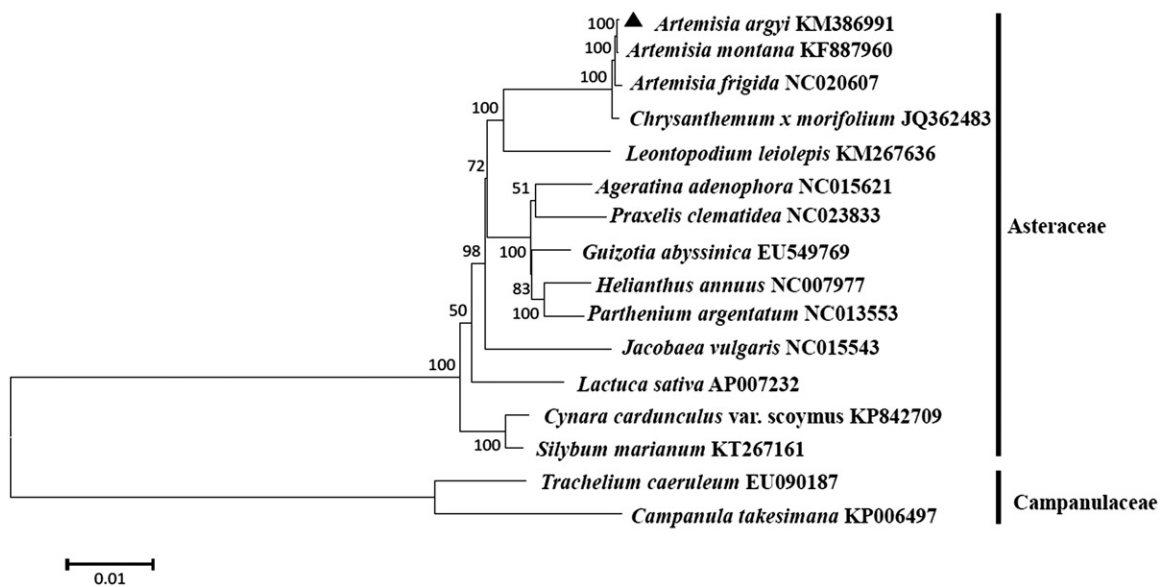 100 Artemisia argyi KM386991
100 Artemisia montana KF887960
Artemisia frigida NC020607
100
Chrysanthemum x morifolium JQ362483
100
Leontopodium leiolepis KM267636
72
51 Ageratina adenophora NC015621
Praxelis clematidea NC023833
Asteraceae
98 100 Guizotia abyssinica EU549769
83 Helianthus annuus NC007977
50 100 Parthenium argentatum NC013553
Jacobaea vulgaris NC015543
100
Lactuca sativa AP007232
Cynara cardunculus var. scoymus KP842709
100 Silybum marianum KT267161
Trachelium caeruleum EU090187
Campanulaceae
Campanula takesimana KP006497
0.01